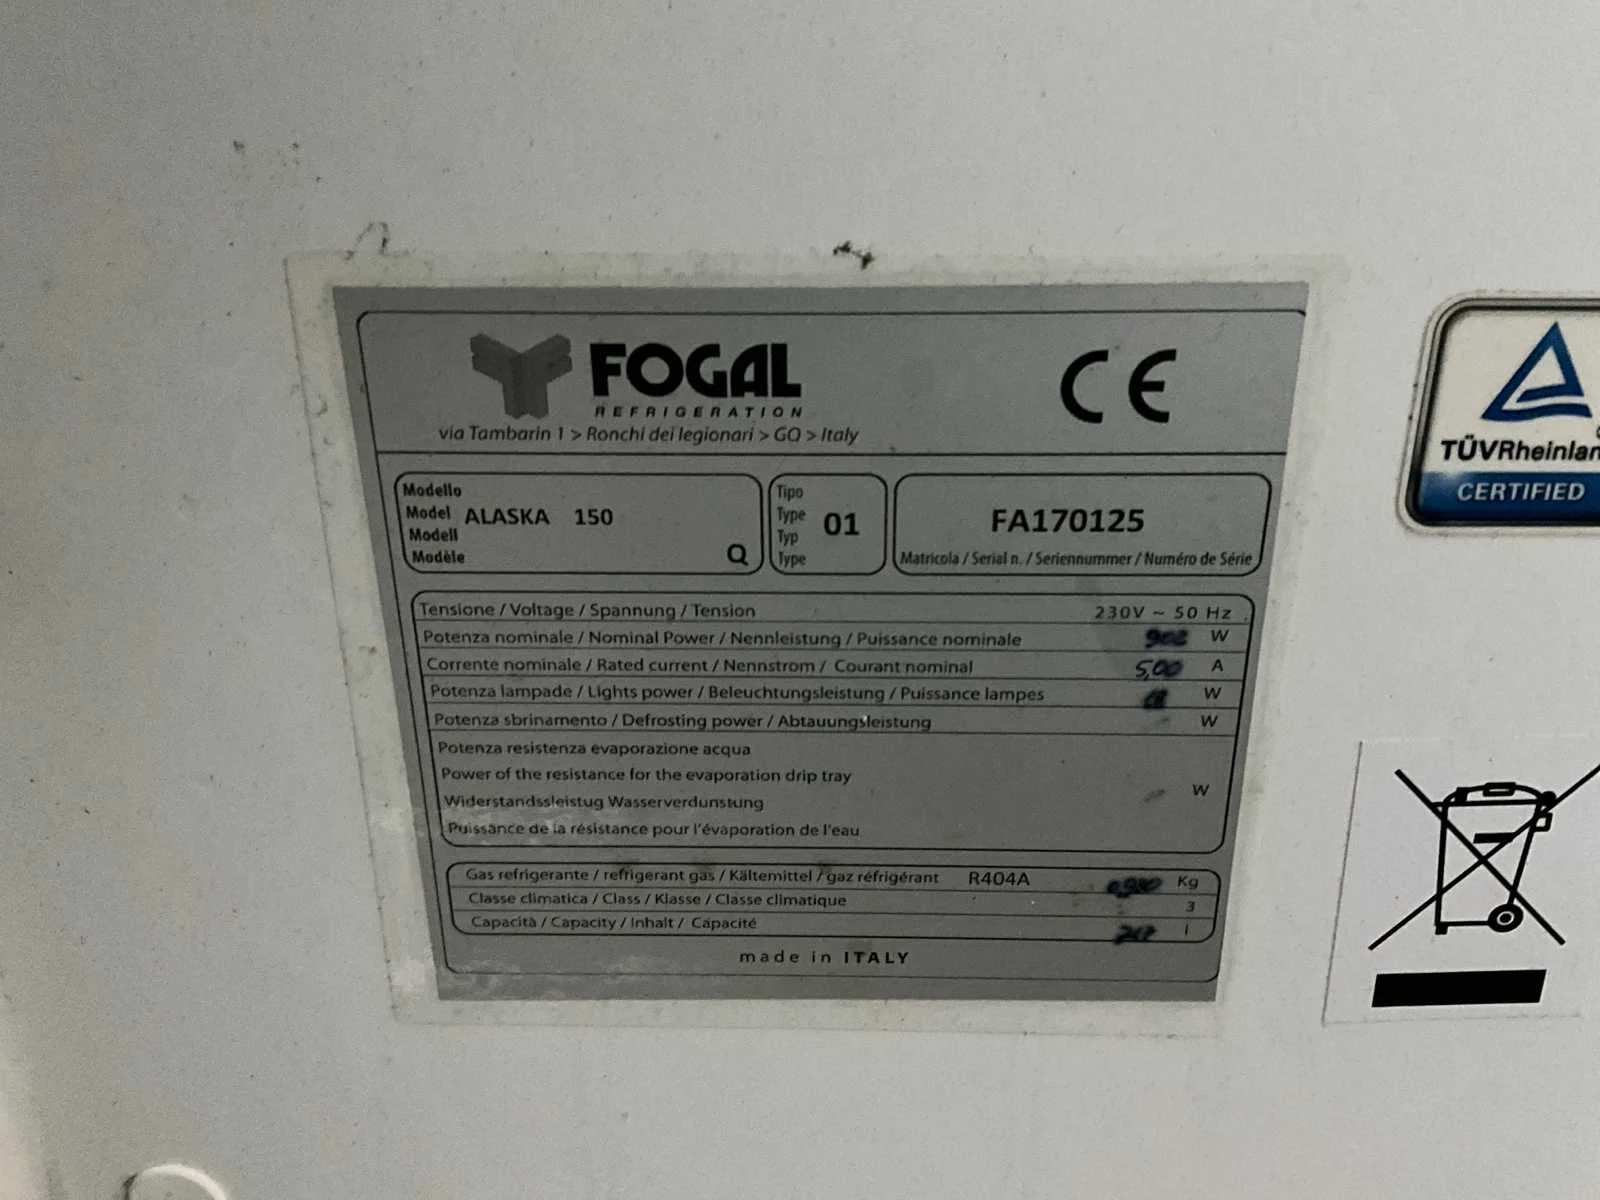 FOGAL
REFRIGERATION
via Tambarin 1 > Ronchi dei legionari > GO > Italy
CE
Modello
Model ALASKA 150
Modell
Modèle Q
Tipo
Type 01
Typ
Type
FA170125
Matricola / Serial n. / Seriennummer / Numéro de Série
Tensione / Voltage / Spannung / Tension 230V ~ 50 Hz
Potenza nominale / Nominal Power / Nennleistung / Puissance nominale W
Corrente nominale / Rated current / Nennstrom / Courant nominal 5,00 A
Potenza lampade / Lights power / Beleuchtungsleistung / Puissance lampes W
Potenza sbrinamento / Defrosting power / Abtauungsleistung W
Potenza resistenza evaporazione acqua
Power of the resistance for the evaporation drip tray
Widerstandssleistug Wasserverdunstung W
Puissance de la résistance pour l'évaporation de l'eau
Gas refrigerante / refrigerant gas / Kältemittel / gaz réfrigérant R404A Kg
Classe climatica / Class / Klasse / Classe climatique 3
Capacità / Capacity / Inhalt / Capacité l
made in ITALY
TÜVRheinlan
CERTIFIED